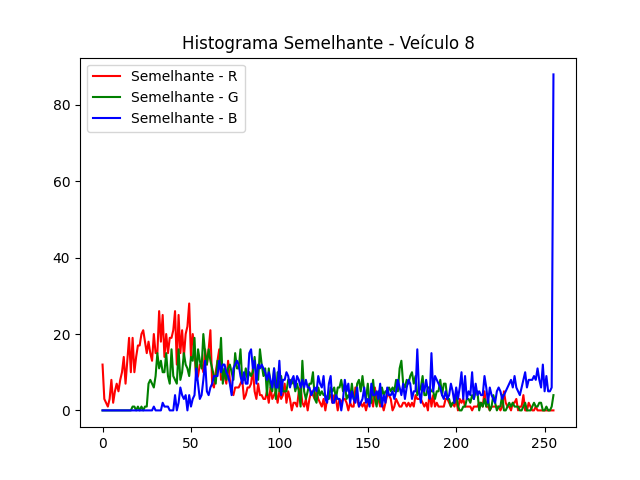 Histograma Semelhante - Veículo 8
Semelhante - R
Semelhante - G
Semelhante - B
80
60
40
20
0
0 50 100 150 200 250